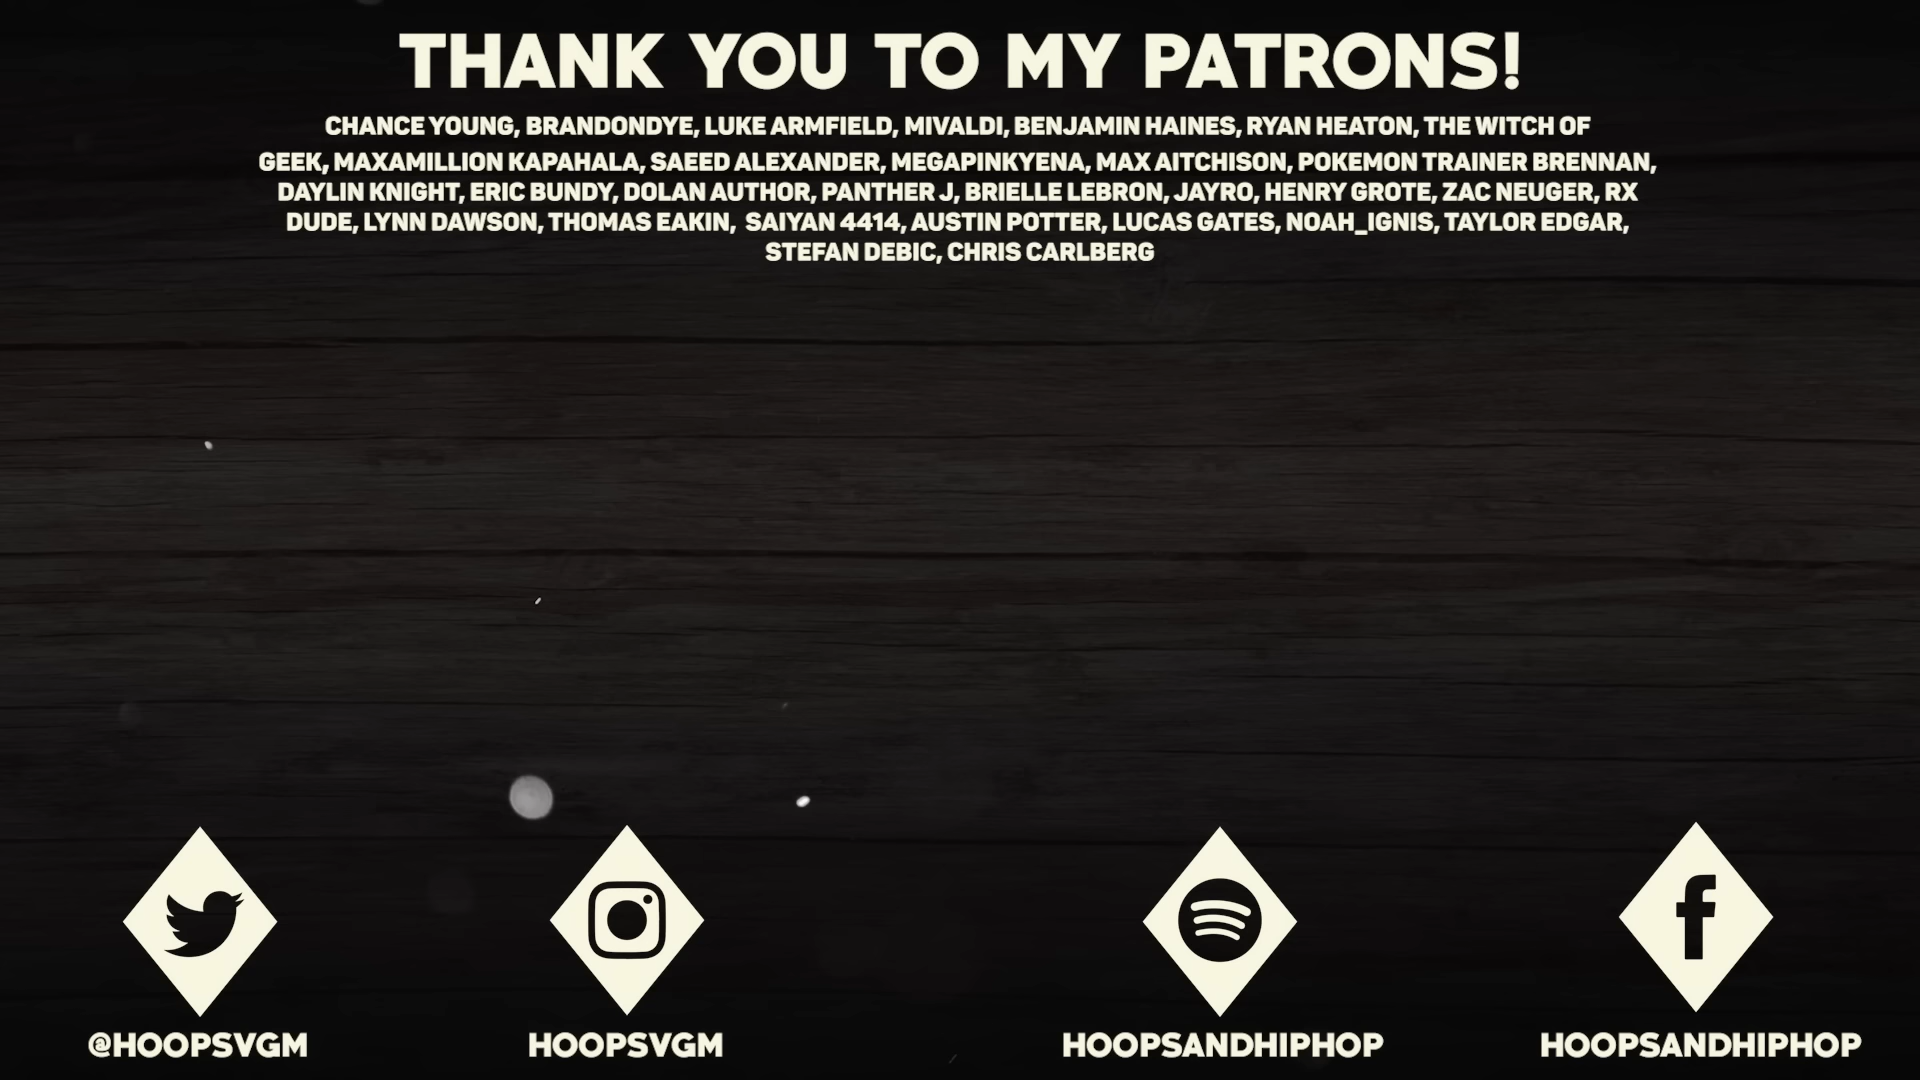 THANK YOU TO MY PATRONS!
CHANCE YOUNG, BRANDONDYE, LUKE ARMFIELD, MIVALDI, BENJAMIN HAINES, RYAN HEATON, THE WITCH OF
GEEK, MAXAMILLION KAPAHALA, SAEED ALEXANDER, MEGAPINKYENA, MAX AITCHISON, POKEMON TRAINER BRENNAN,
DAYLIN KNIGHT, ERIC BUNDY, DOLAN AUTHOR, PANTHER J, BRIELLE LEBRON, JAYRO, HENRY GROTE, ZAC NEUGER, RX
DUDE, LYNN DAWSON, THOMAS EAKIN, SAIYAN 4414, AUSTIN POTTER, LUCAS GATES, NOAH_IGNIS, TAYLOR EDGAR,
STEFAN DEBIC, CHRIS CARLBERG
@HOOPSVGM
HOOPSVGM
HOOPSANDHIPHOP
HOOPSANDHIPHOP